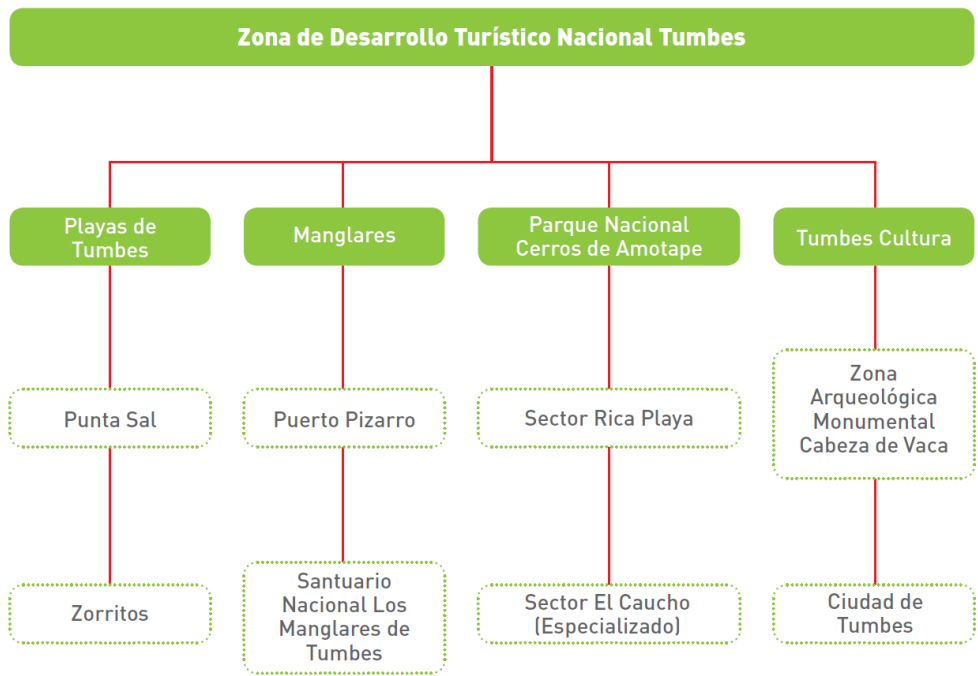 Zona de Desarrollo Turístico Nacional Tumbes
Playas de
Tumbes
Manglares
Parque Nacional
Cerros de Amotape
Tumbes Cultura
Punta Sal
Puerto Pizarro
Sector Rica Playa
Zona
Arqueológica
Monumental
Cabeza de Vaca
Zorritos
Santuario
Nacional Los
Manglares de
Tumbes
Sector El Caucho
(Especializado)
Ciudad de
Tumbes